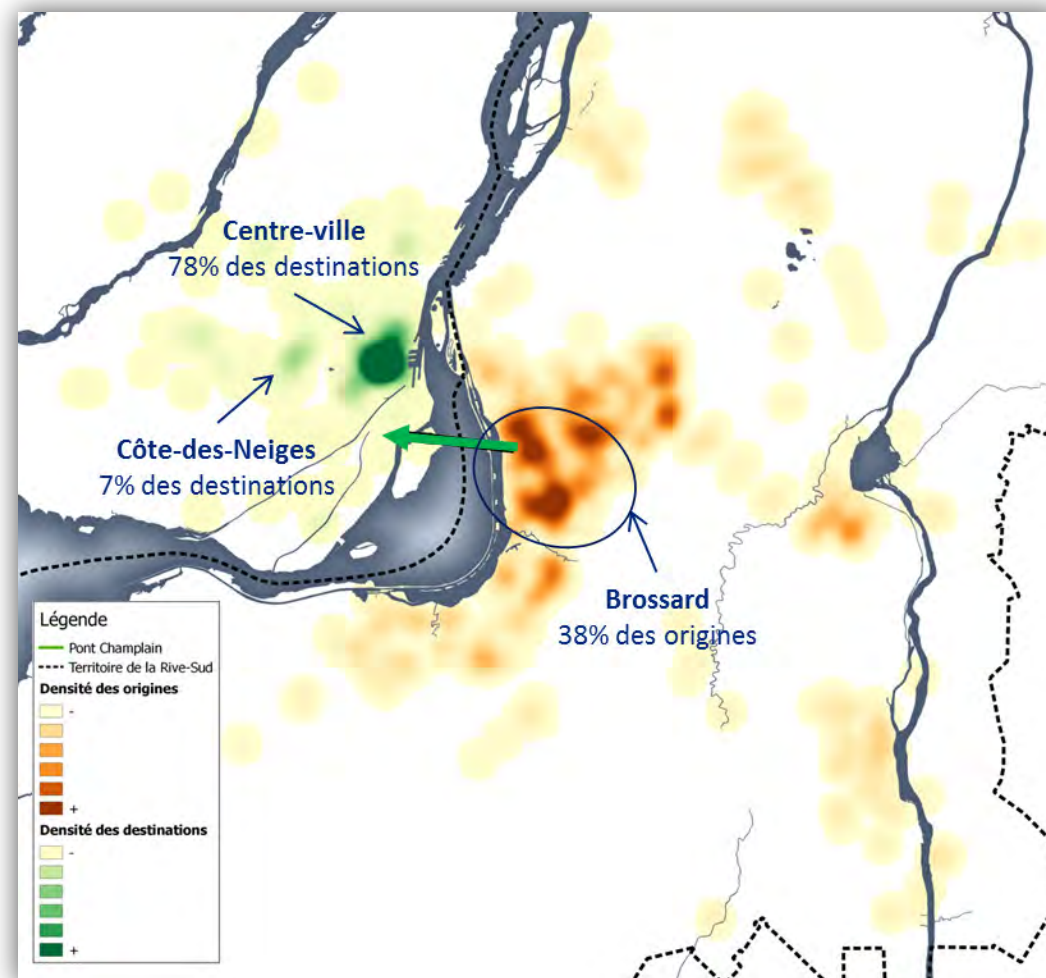 Centre-ville
78% des destinations
Côte-des-Neiges
7% des destinations
Brossard
38% des origines
Légende
Pont Champlain
Territoire de la Rive-Sud
Densité des origines
-
+
Densité des destinations
-
+